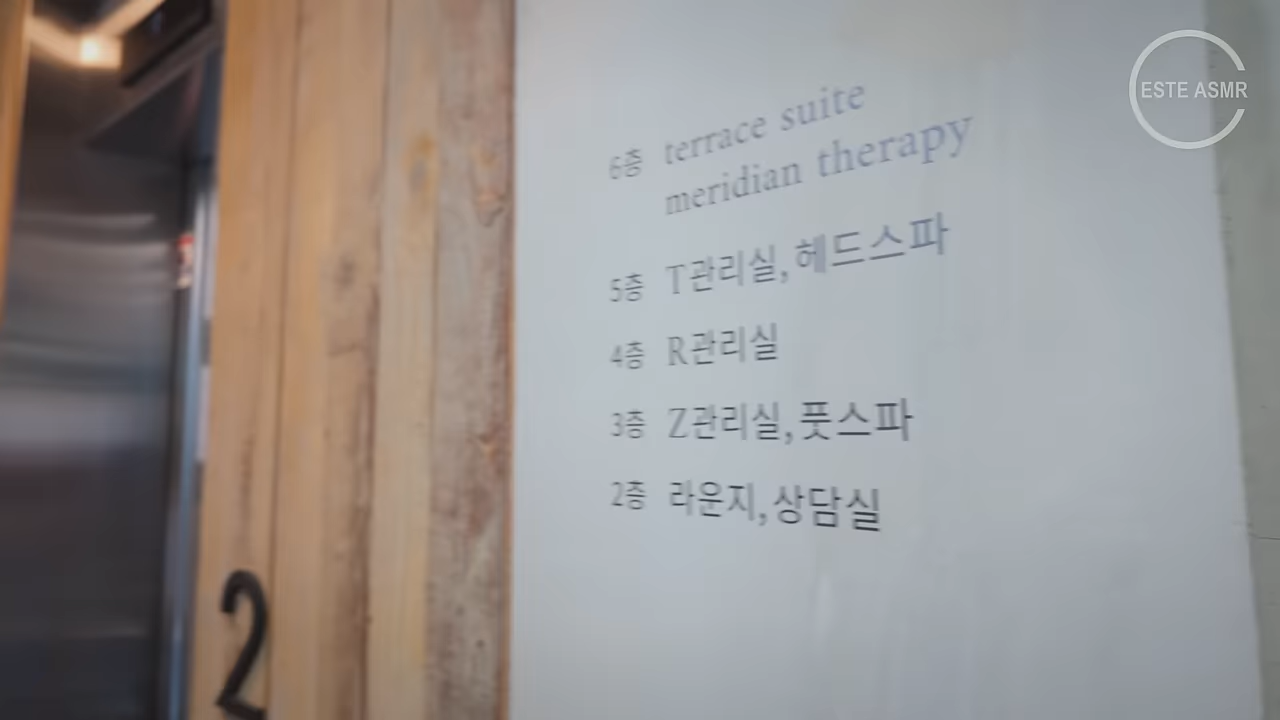 ESTE ASMR
6층 terrace suite
meridian therapy
5층 T관리실, 헤드스파
4층 R관리실
3층 Z관리실, 풋스파
2층 라운지, 상담실
2